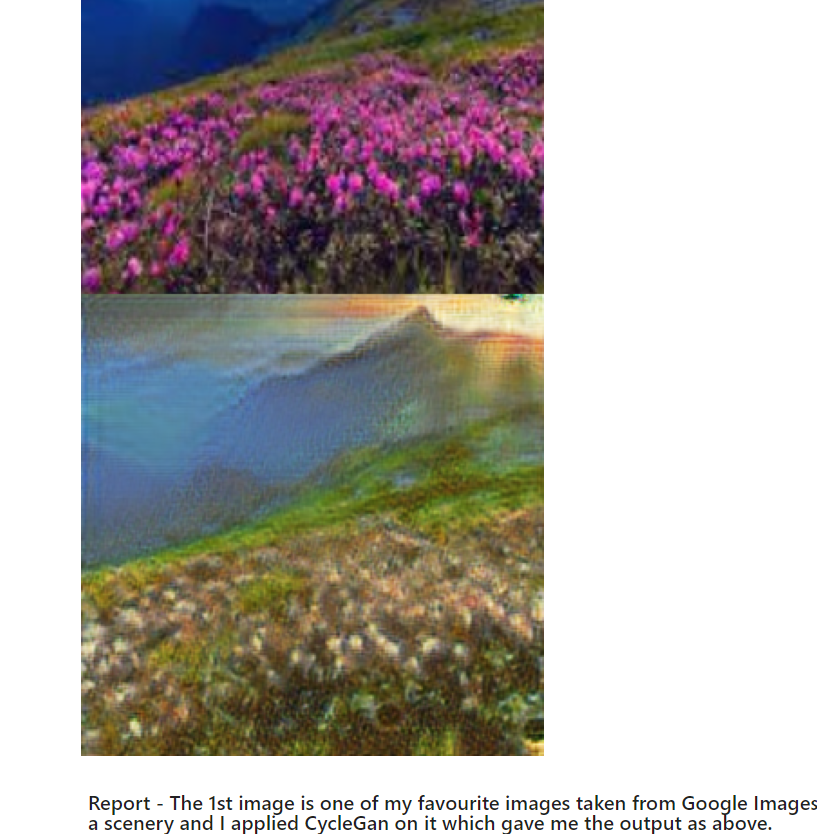 Report - The 1st image is one of my favourite images taken from Google Images
a scenery and I applied CycleGan on it which gave me the output as above.